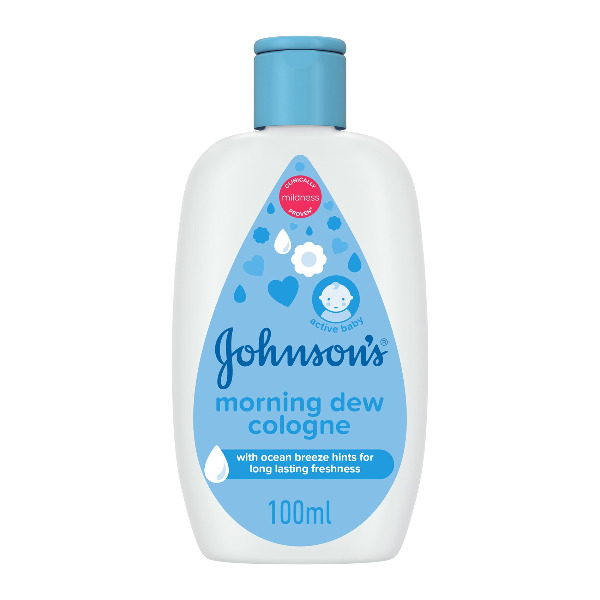 CLINICALLY
mildness
PROVEN*
active baby
Johnson's®
morning dew
cologne
with ocean breeze hints for
long lasting freshness
100ml